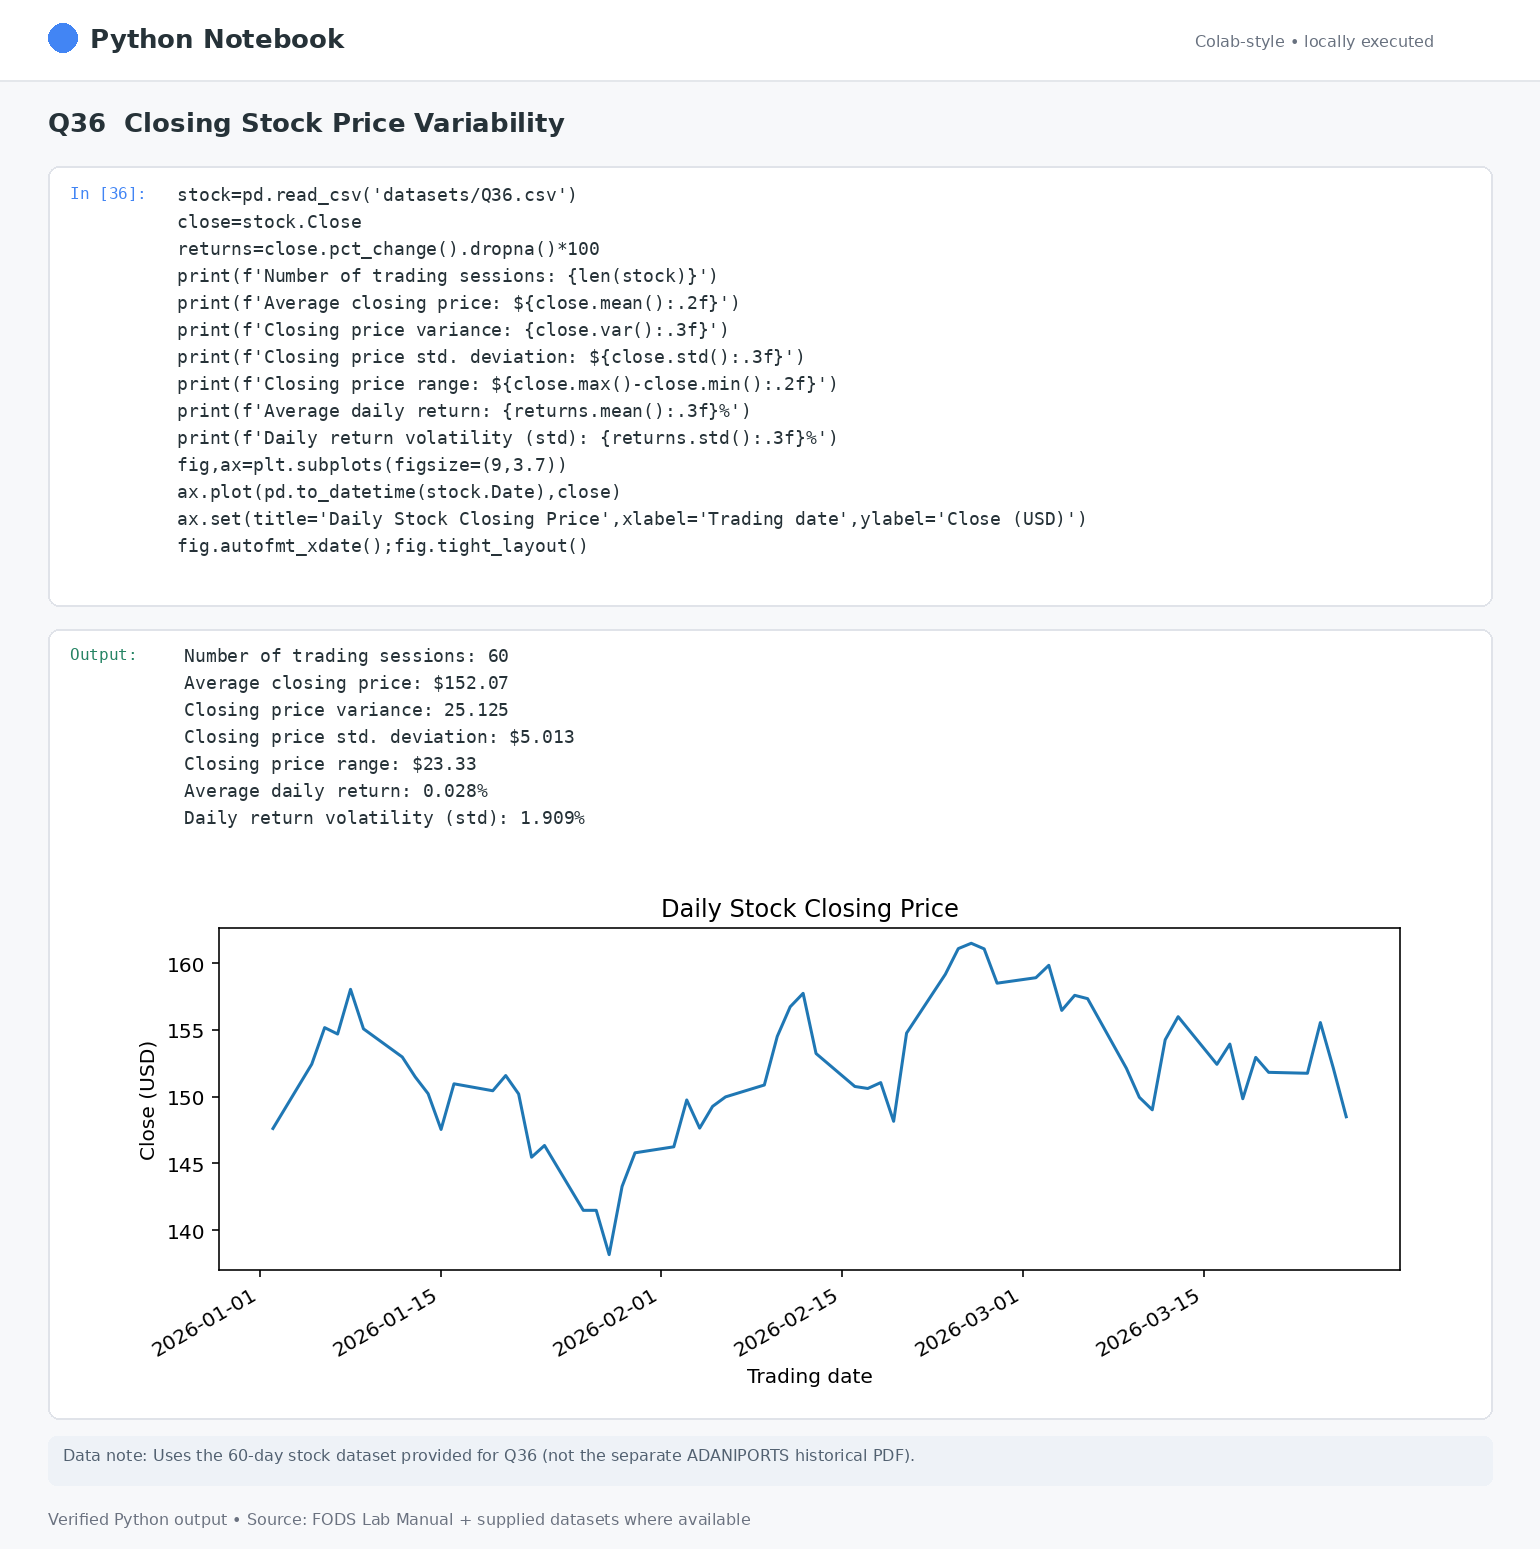 Python Notebook
Colab-style • locally executed
Q36  Closing Stock Price Variability
In [36]:
stock=pd.read_csv('datasets/Q36.csv')
close=stock.Close
returns=close.pct_change().dropna()*100
print(f'Number of trading sessions: {len(stock)}')
print(f'Average closing price: ${close.mean():.2f}')
print(f'Closing price variance: {close.var():.3f}')
print(f'Closing price std. deviation: ${close.std():.3f}')
print(f'Closing price range: ${close.max()-close.min():.2f}')
print(f'Average daily return: {returns.mean():.3f}%')
print(f'Daily return volatility (std): {returns.std():.3f}%')
fig,ax=plt.subplots(figsize=(9,3.7))
ax.plot(pd.to_datetime(stock.Date),close)
ax.set(title='Daily Stock Closing Price',xlabel='Trading date',ylabel='Close (USD)')
fig.autofmt_xdate();fig.tight_layout()
Output:
Number of trading sessions: 60
Average closing price: $152.07
Closing price variance: 25.125
Closing price std. deviation: $5.013
Closing price range: $23.33
Average daily return: 0.028%
Daily return volatility (std): 1.909%
Daily Stock Closing Price
Close (USD)
160
155
150
145
140
2026-01-01
2026-01-15
2026-02-01
2026-02-15
2026-03-01
2026-03-15
Trading date
Data note: Uses the 60-day stock dataset provided for Q36 (not the separate ADANIPORTS historical PDF).
Verified Python output • Source: FODS Lab Manual + supplied datasets where available